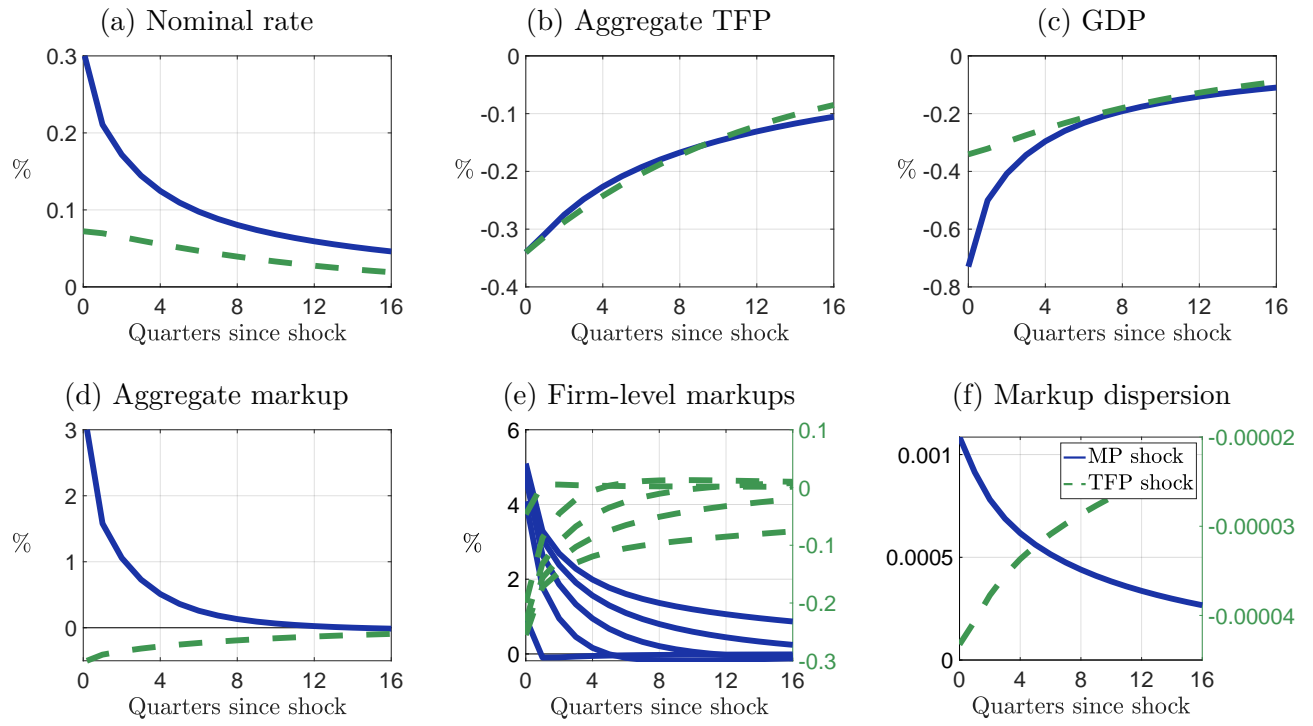 (a) Nominal rate
0.3
0.2
%
0.1
0
0 4 8 12 16
Quarters since shock
(b) Aggregate TFP
0
-0.1
% -0.2
-0.3
-0.4
0 4 8 12 16
Quarters since shock
(c) GDP
0
-0.2
% -0.4
-0.6
-0.8
0 4 8 12 16
Quarters since shock
(d) Aggregate markup
3
2
%
1
0
0 4 8 12 16
Quarters since shock
(e) Firm-level markups
6
4
%
2
0
0.1
0
-0.1
-0.2
-0.3
0 4 8 12 16
Quarters since shock
(f) Markup dispersion
0.001
0.0005
0
MP shock
TFP shock
-0.00002
-0.00003
-0.00004
0 4 8 12 16
Quarters since shock